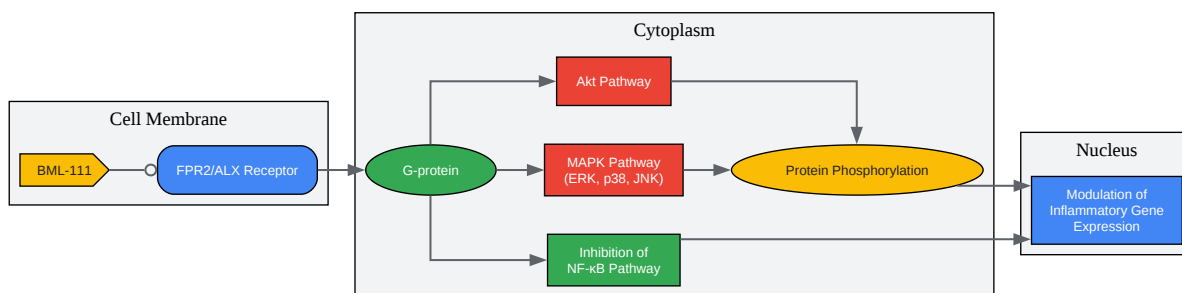 Cytoplasm
Cell Membrane
Nucleus
BML-111
FPR2/ALX Receptor
G-protein
Akt Pathway
MAPK Pathway
(ERK, p38, JNK)
Inhibition of
NF-κB Pathway
Protein Phosphorylation
Modulation of
Inflammatory Gene
Expression